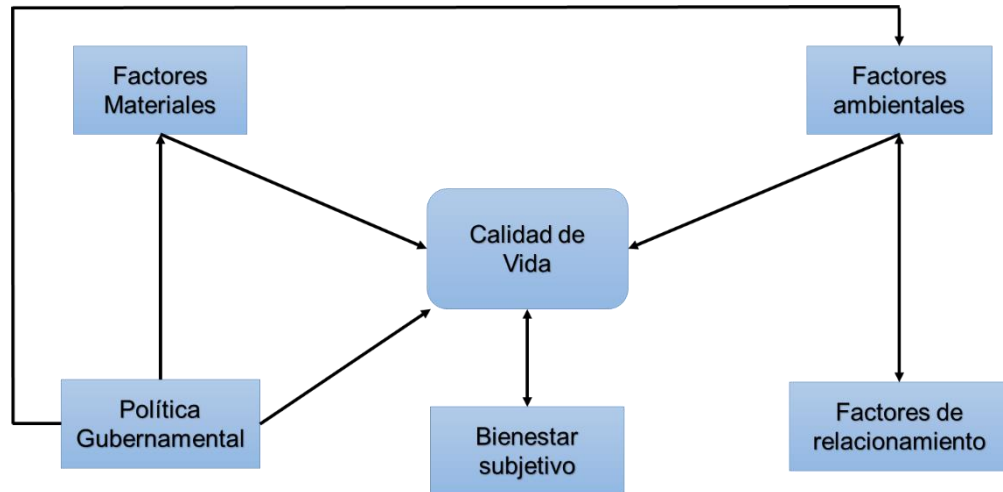 Factores
Materiales
Factores
ambientales
Calidad de
Vida
Política
Gubernamental
Bienestar
subjetivo
Factores de
relacionamiento